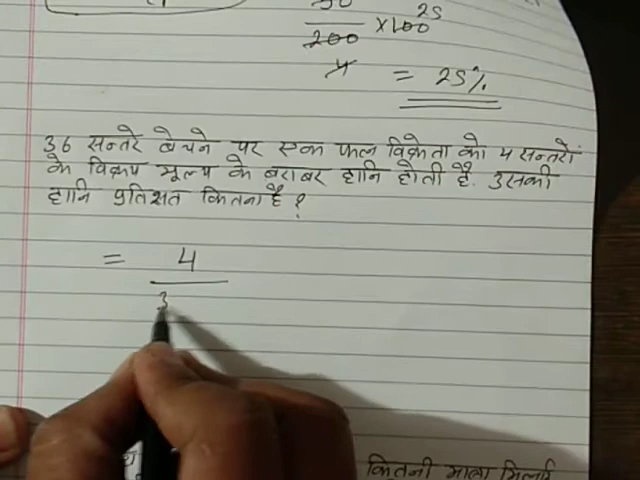 200 ×100 25
4 = 25%
36 सन्तरे बेचने पर एक फल विक्रेता को 4 सन्तरों
के विक्रय मूल्य के बराबर हानि होती है. उसकी
हानि प्रतिशत कितना है ?
= 4
3
कितनी मात्रा मिलाई